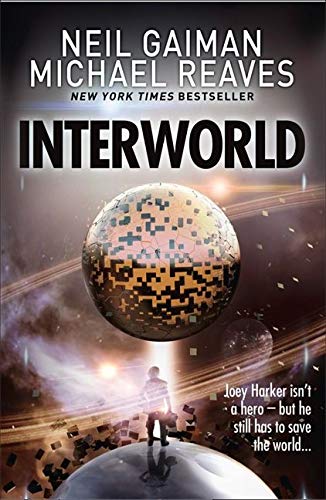 NEIL GAIMAN
MICHAEL REAVES
NEW YORK TIMES BESTSELLER
INTERWORLD
Joey Harker isn't
a hero – but he
still has to save
the world...